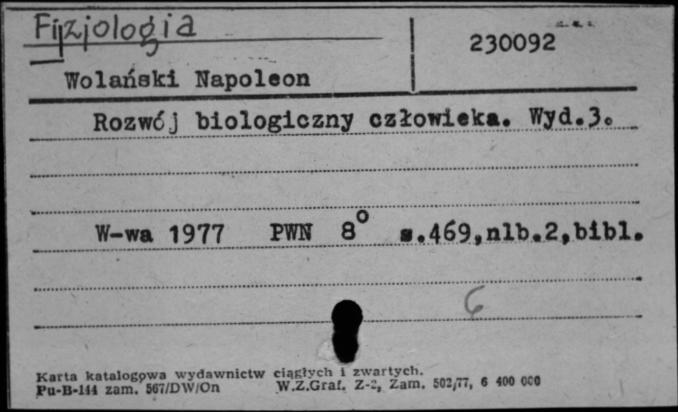 Fizjologia
230092
Wolański Napoleon
Rozwój biologiczny człowieka. Wyd.3.
W-wa 1977 PWN 8° s.469,nlb.2,bibl.
6
Karta katalogowa wydawnictw ciągłych i zwartych.
Pu-B-144 zam. 567/DW/On W.Z.Graf. Z-2, Zam. 502/77, 6 400 000